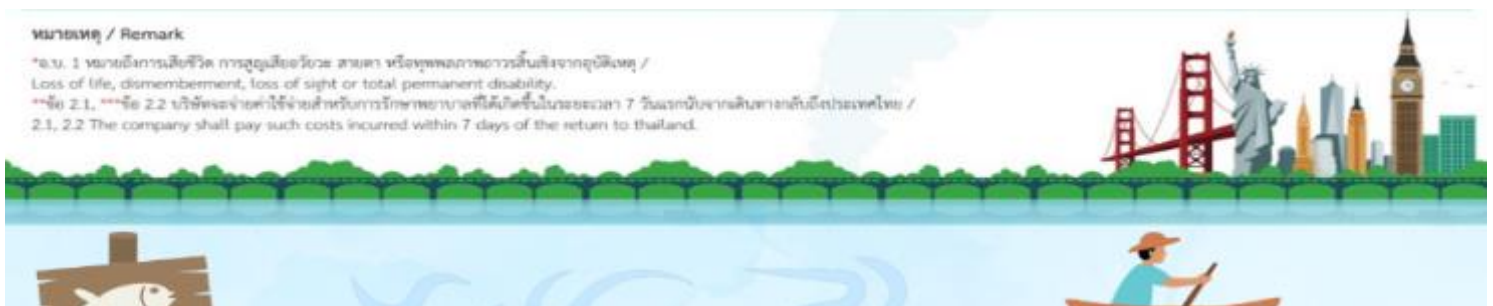 หมายเหตุ / Remark
*อ.บ. 1 หมายถึงการเสียชีวิต การสูญเสียอวัยวะ สายตา หรือทุพพลภาพถาวรสิ้นเชิงจากอุบัติเหตุ /
Loss of life, dismemberment, loss of sight or total permanent disability.
**ข้อ 2.1, ***ข้อ 2.2 บริษัทจะจ่ายค่าใช้จ่ายสำหรับการรักษาพยาบาลที่ได้เกิดขึ้นในระยะเวลา 7 วันแรกนับจากเดินทางกลับถึงประเทศไทย /
2.1, 2.2 The company shall pay such costs incurred within 7 days of the return to thailand.